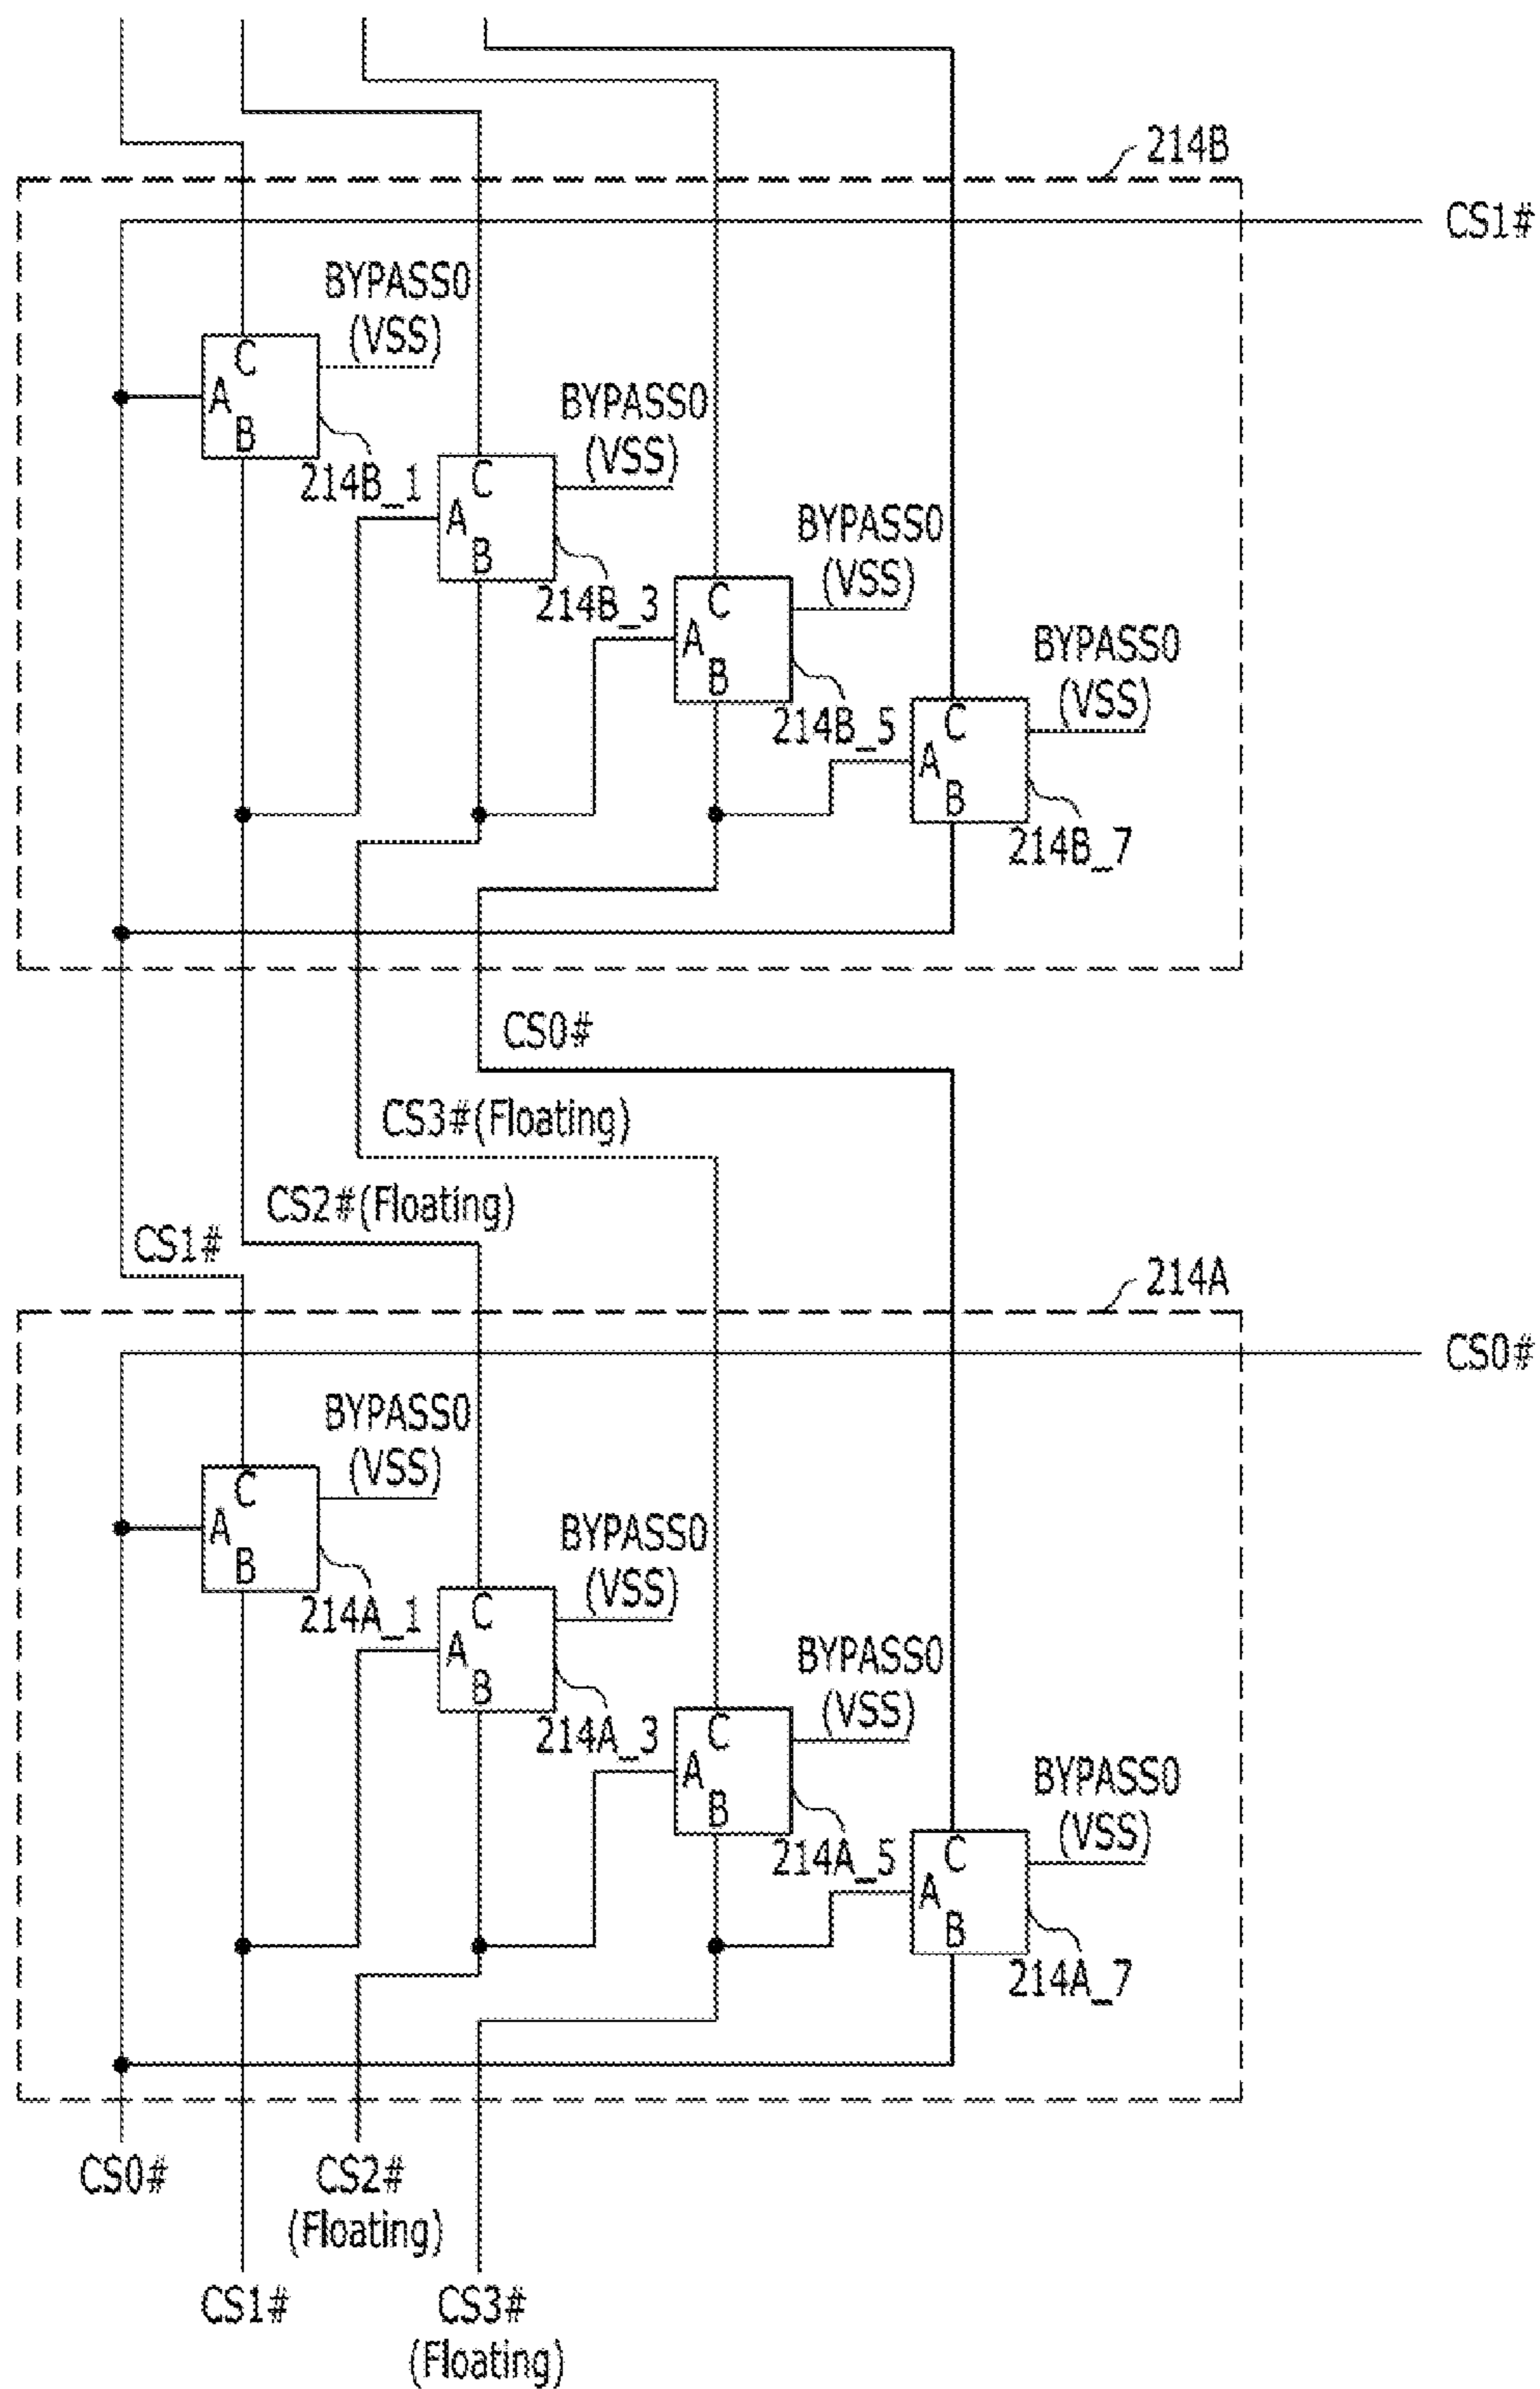 214B
CS1#
BYPASS0
(VSS)
C
A
B
214B_1
BYPASS0
(VSS)
C
A
B
214B_3
BYPASS0
(VSS)
C
A
B
214B_5
BYPASS0
(VSS)
C
A
B
214B_7
CS0#
CS3#(Floating)
CS2#(Floating)
CS1#
214A
CS0#
BYPASS0
(VSS)
C
A
B
214A_1
BYPASS0
(VSS)
C
A
B
214A_3
BYPASS0
(VSS)
C
A
B
214A_5
BYPASS0
(VSS)
C
A
B
214A_7
CS0#
CS2#
(Floating)
CS1#
CS3#
(Floating)